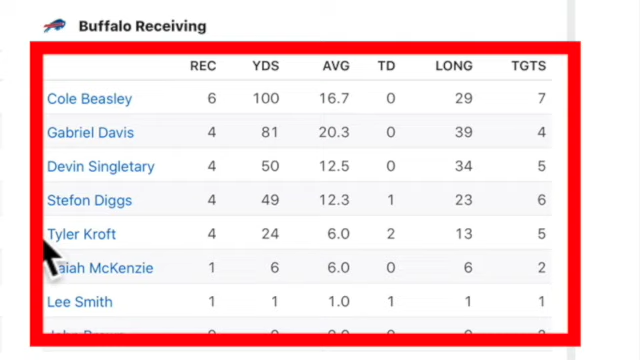 Buffalo Receiving
REC YDS AVG TD LONG TGTS
Cole Beasley 6 100 16.7 0 29 7
Gabriel Davis 4 81 20.3 0 39 4
Devin Singletary 4 50 12.5 0 34 5
Stefon Diggs 4 49 12.3 1 23 6
Tyler Kroft 4 24 6.0 2 13 5
McKenzie 1 6 6.0 0 6 2
Lee Smith 1 1 1.0 1 1 1